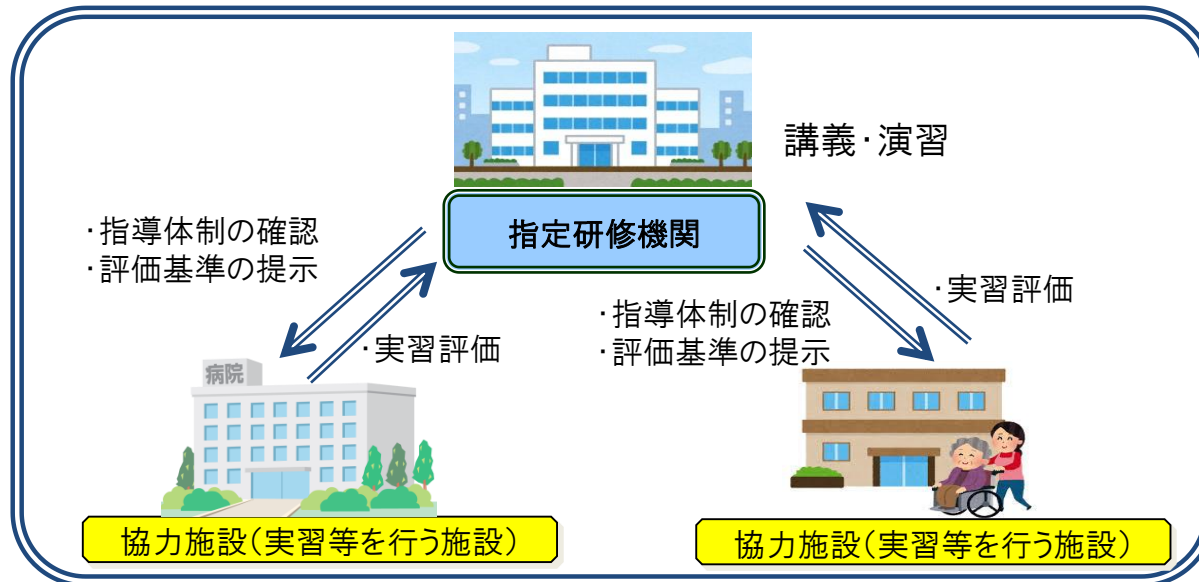 講義・演習
指定研修機関
・指導体制の確認
・評価基準の提示
・実習評価
・実習評価
・指導体制の確認
・評価基準の提示
病院
協力施設(実習等を行う施設)
協力施設(実習等を行う施設)